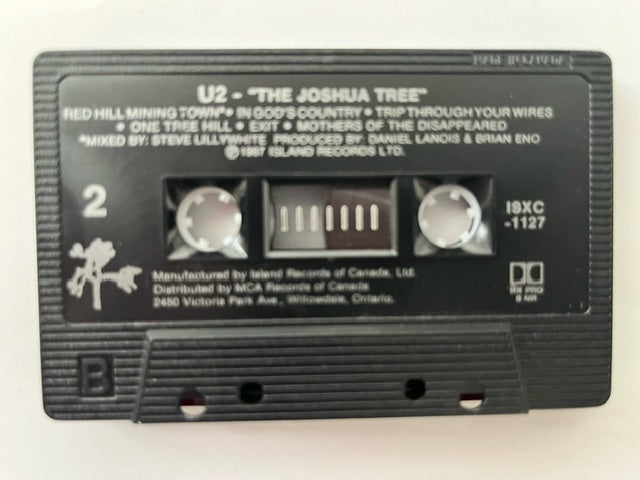 U2 - "THE JOSHUA TREE"
RED HILL MINING TOWN* • IN GOD'S COUNTRY • TRIP THROUGH YOUR WIRES
• ONE TREE HILL • EXIT • MOTHERS OF THE DISAPPEARED
*MIXED BY: STEVE LILLYWHITE PRODUCED BY: DANIEL LANOIS & BRIAN ENO
℗1987 ISLAND RECORDS LTD.
2
ISXC
-1127
Manufactured by Island Records of Canada, Ltd.
Distributed by MCA Records of Canada
2450 Victoria Park Ave., Willowdale, Ontario.
HX PRO
B NR
B